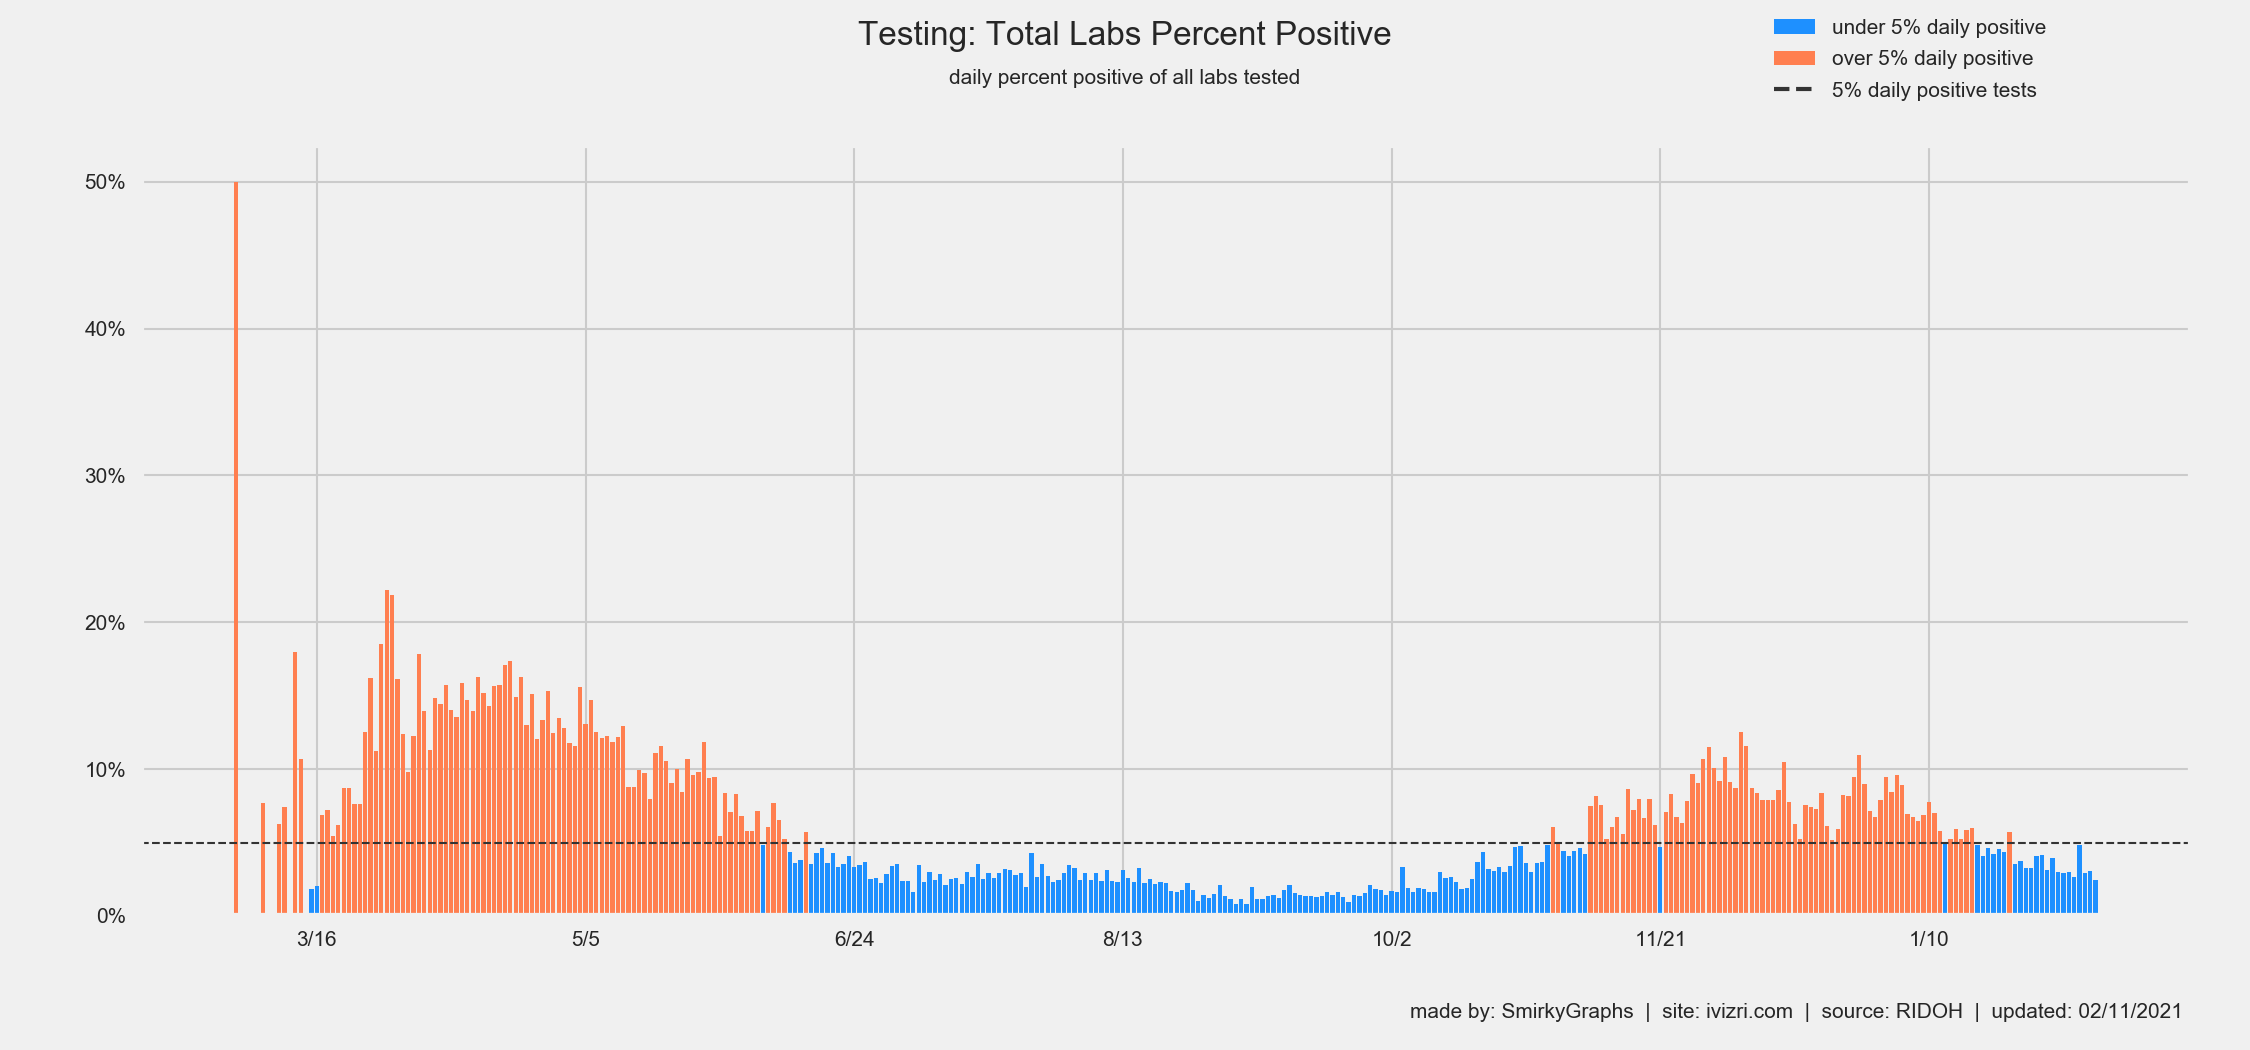 Testing: Total Labs Percent Positive
daily percent positive of all labs tested
under 5% daily positive
over 5% daily positive
5% daily positive tests
50%
40%
30%
20%
10%
0%
3/16 5/5 6/24 8/13 10/2 11/21 1/10
made by: SmirkyGraphs | site: ivizri.com | source: RIDOH | updated: 02/11/2021